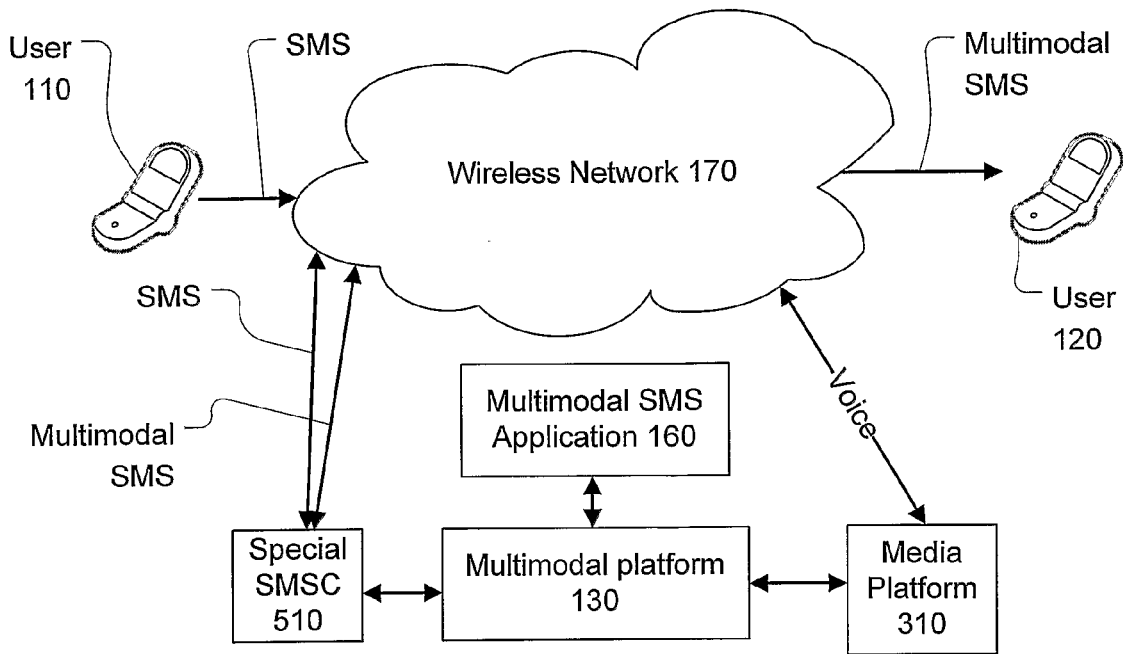 User
110
SMS
Multimodal
SMS
Wireless Network 170
SMS
User
120
Multimodal SMS
Application 160
Voice
Multimodal
SMS
Special
SMSC
510
Multimodal platform
130
Media
Platform
310